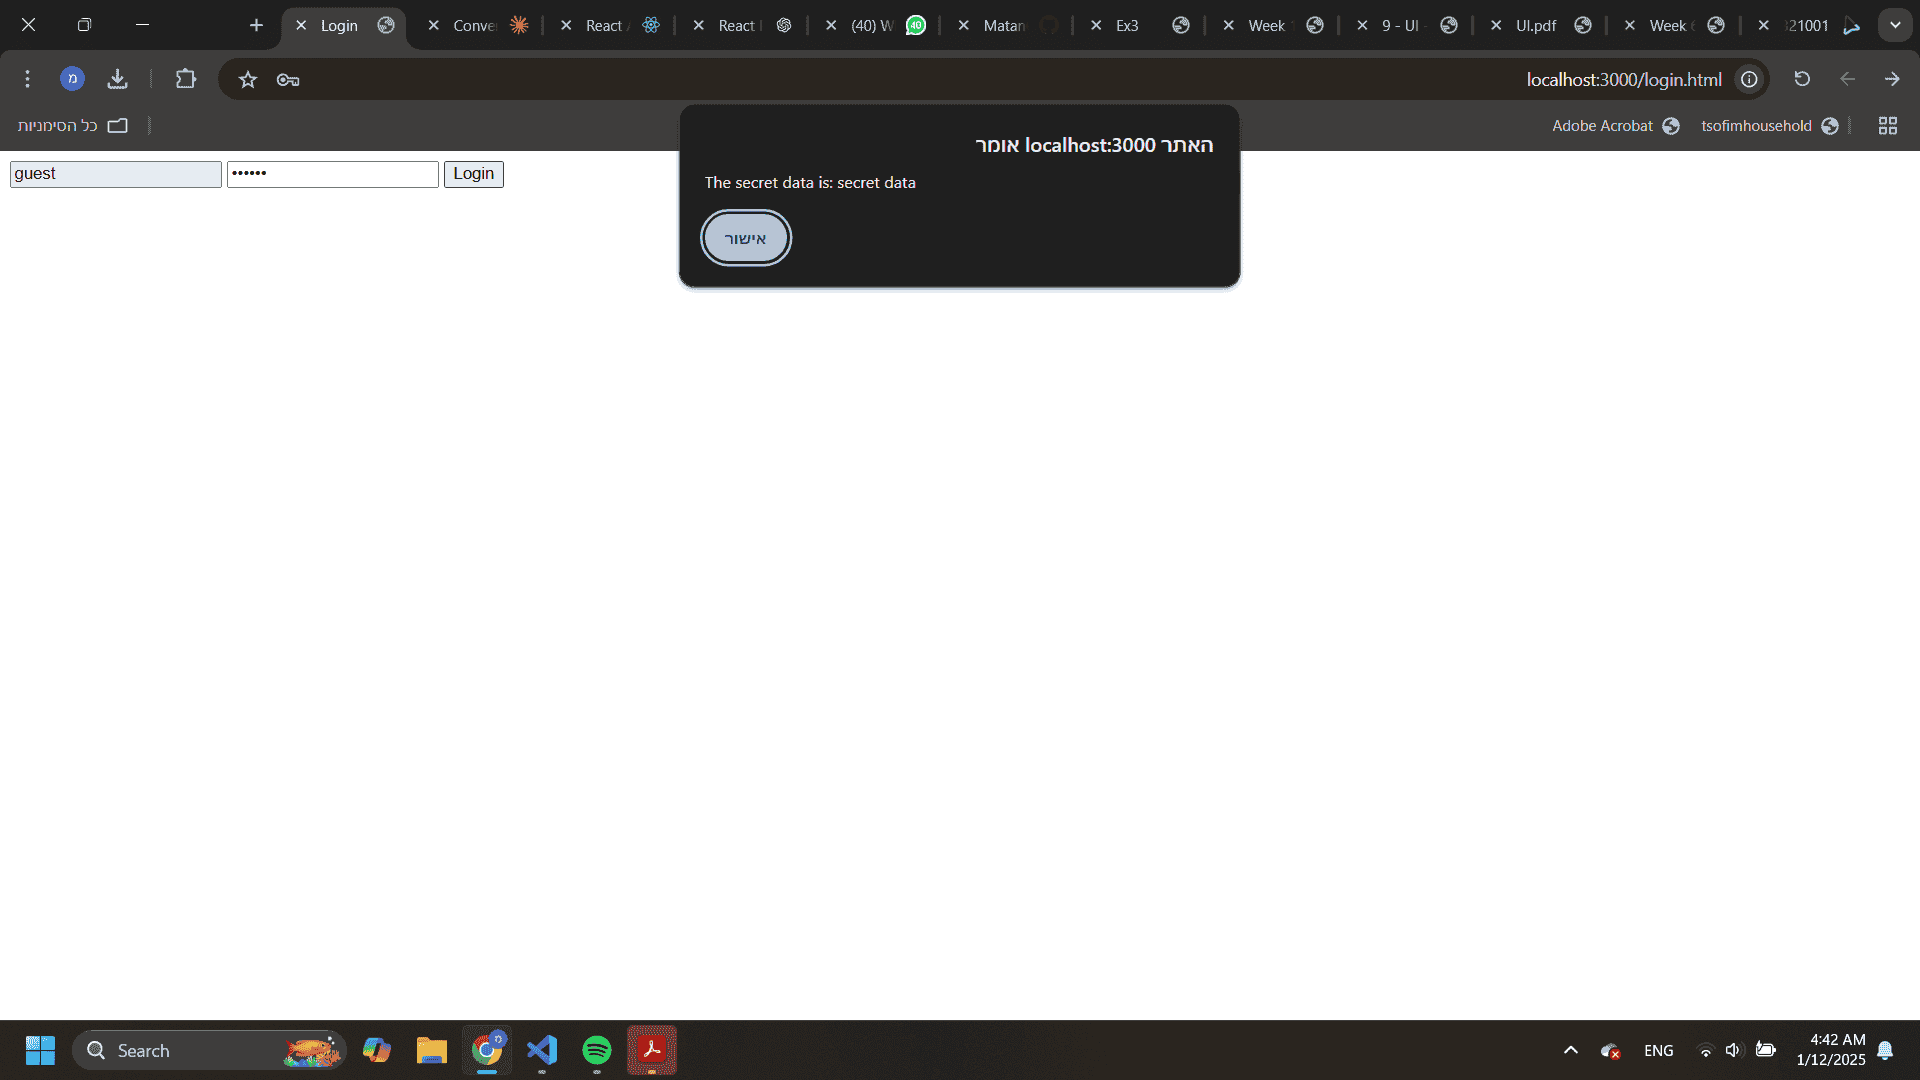 Login
Conve
React
React
(40) W
40
Matan
Ex3
Week
9 - UI
UI.pdf
Week
321001
מ
localhost:3000/login.html
כל הסימניות
Adobe Acrobat
tsofimhousehold
האתר localhost:3000 אומר
The secret data is: secret data
אישור
guest
••••••
Login
Search
מ
ENG
4:42 AM
1/12/2025